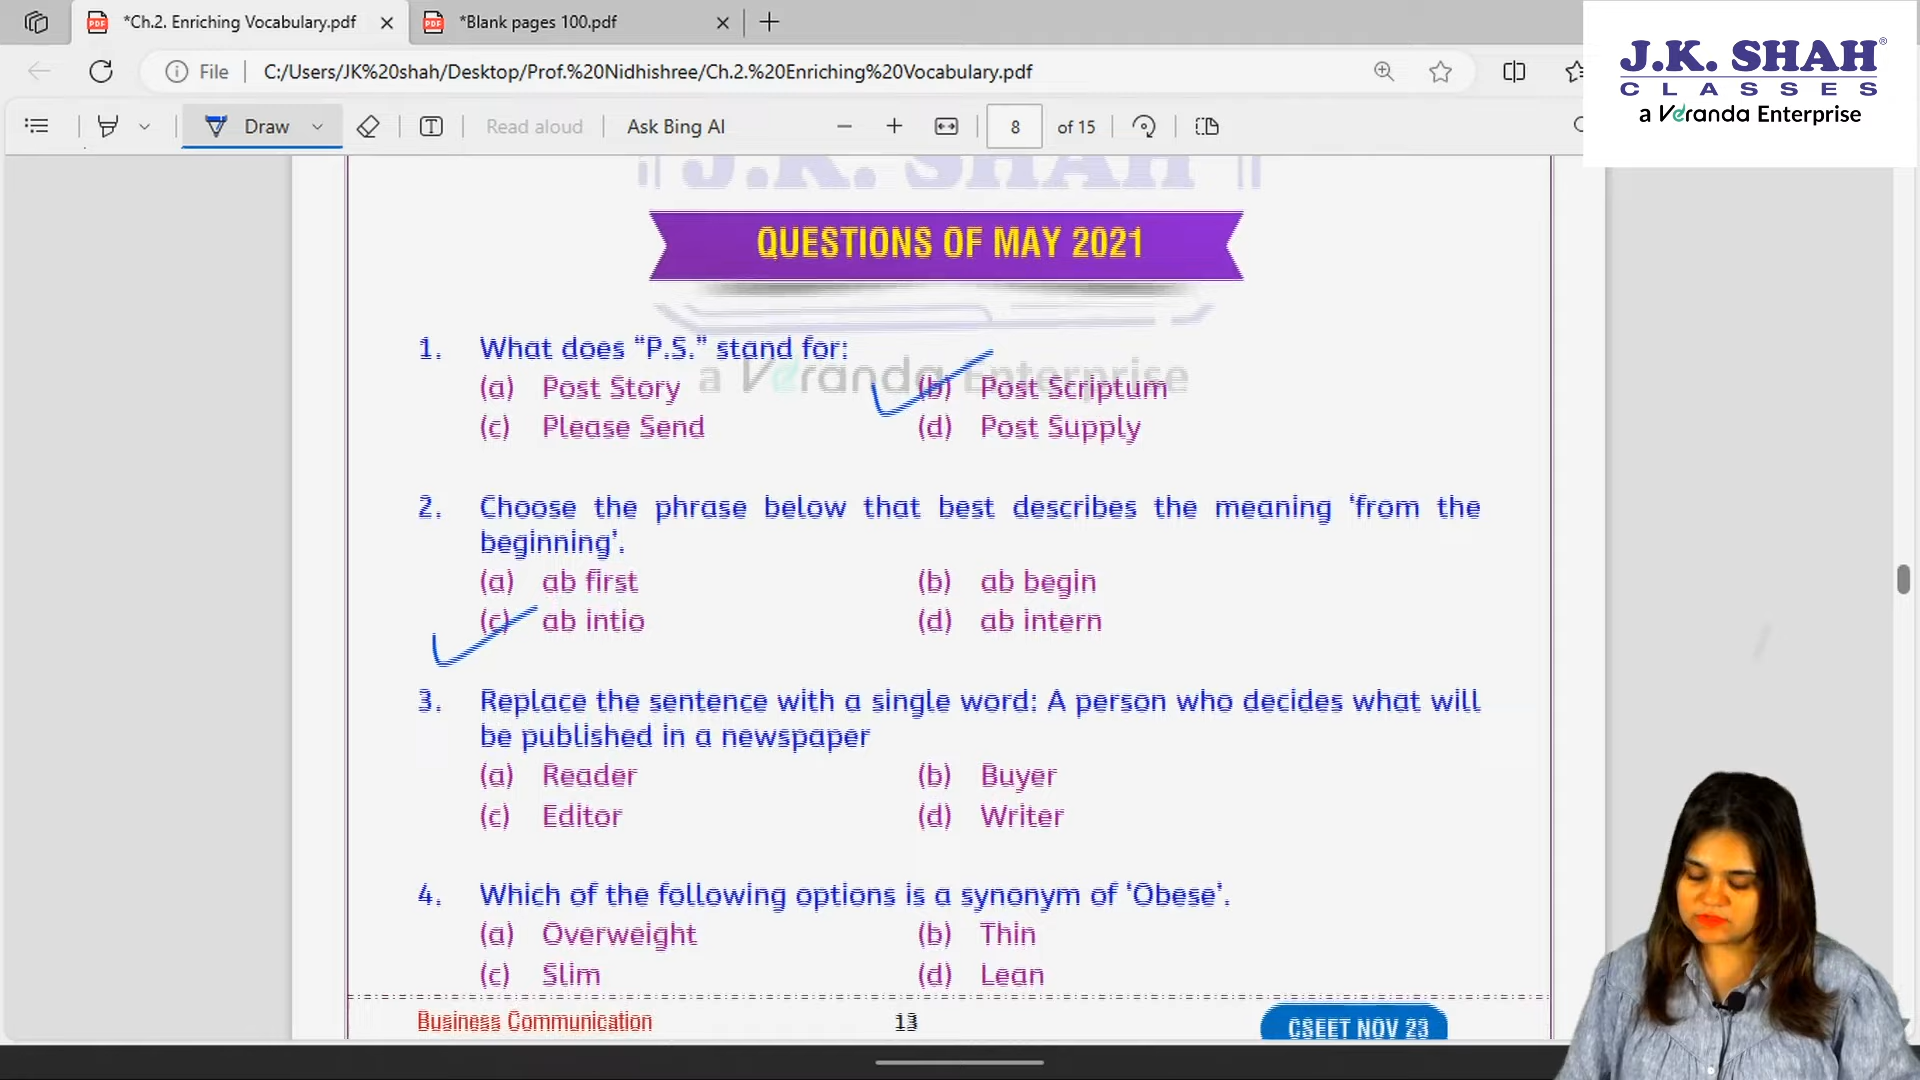 *Ch.2. Enriching Vocabulary.pdf
*Blank pages 100.pdf
File
C:/Users/JK%20shah/Desktop/Prof.%20Nidhishree/Ch.2.%20Enriching%20Vocabulary.pdf
J.K. SHAH®
CLASSES
a Veranda Enterprise
Draw
Read aloud
Ask Bing AI
8
of 15
J.K. SHAH
QUESTIONS OF MAY 2021
a Veranda Enterprise
1. What does “P.S.” stand for:
(a) Post Story (b) Post Scriptum
(c) Please Send (d) Post Supply
2. Choose the phrase below that best describes the meaning ‘from the
beginning’.
(a) ab first (b) ab begin
(c) ab intio (d) ab intern
3. Replace the sentence with a single word: A person who decides what will
be published in a newspaper
(a) Reader (b) Buyer
(c) Editor (d) Writer
4. Which of the following options is a synonym of ‘Obese’.
(a) Overweight (b) Thin
(c) Slim (d) Lean
Business Communication
13
CSEET NOV 23